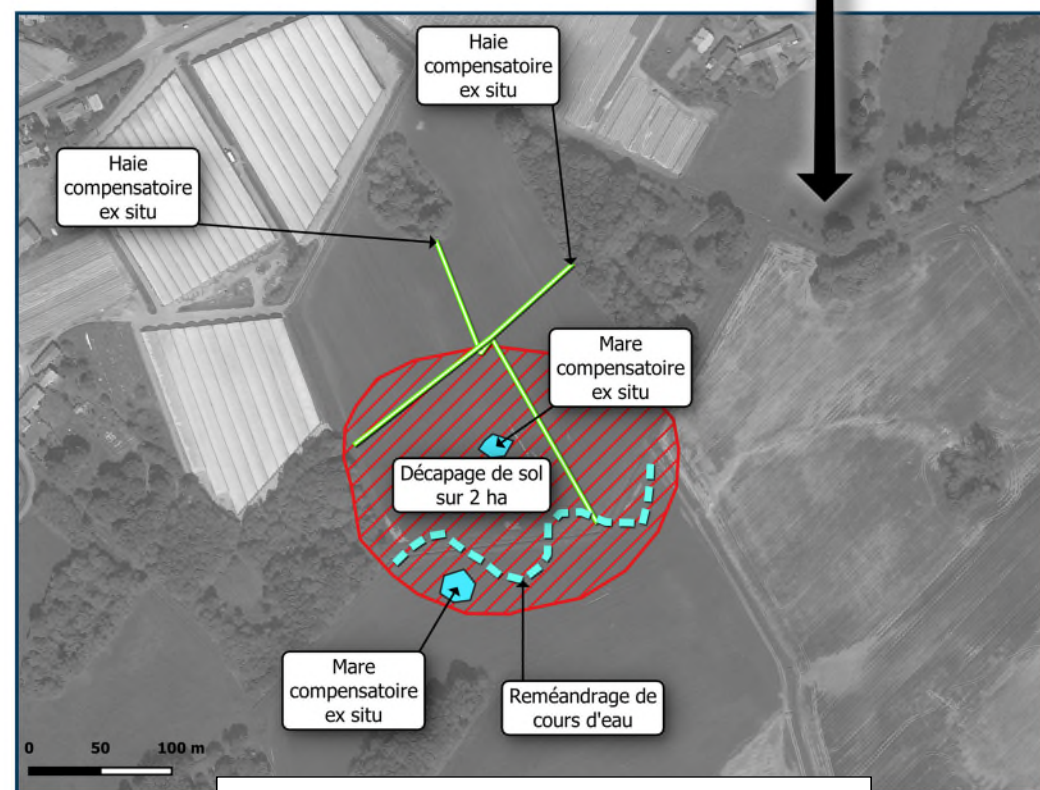 Haie
compensatoire
ex situ
Haie
compensatoire
ex situ
Mare
compensatoire
ex situ
Décapage de sol
sur 2 ha
Mare
compensatoire
ex situ
Reméandrage de
cours d'eau
0 50 100 m